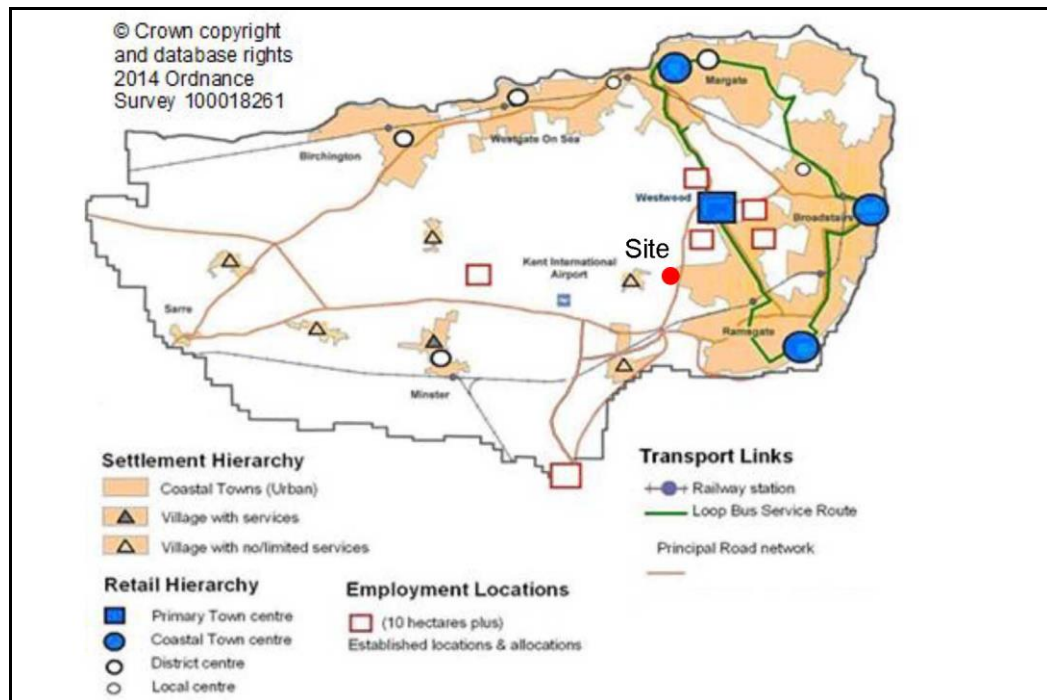 © Crown copyright
and database rights
2014 Ordnance
Survey 100018261
Margate
Westgate On Sea
Birchington
Westwood
Broadstairs
Site
Kent International
Airport
Sarre
Ramsgate
Minster
Settlement Hierarchy
Coastal Towns (Urban)
Village with services
Village with no/limited services
Retail Hierarchy
Primary Town centre
Coastal Town centre
District centre
Local centre
Employment Locations
(10 hectares plus)
Established locations & allocations
Transport Links
Railway station
Loop Bus Service Route
Principal Road network